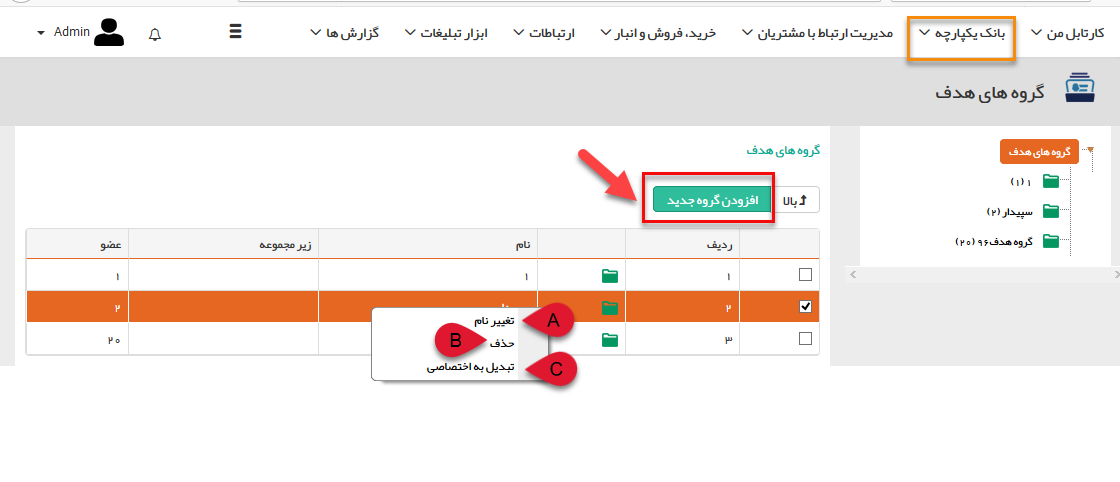 کارتابل من
بانک یکپارچه
مدیریت ارتباط با مشتریان
خرید، فروش و انبار
ارتباطات
ابزار تبلیغات
گزارش ها
Admin
گروه های هدف
گروه های هدف
۱ (۱)
سپیدار (۲)
گروه هدف۹۶ (۲۰)
گروه های هدف
بالا
افزودن گروه جدید
ردیف نام زیر مجموعه عضو
۱ ۱ ۱
۲ ۲
۳ ۲۰
تغییر نام A
حذف B
تبدیل به اختصاصی C